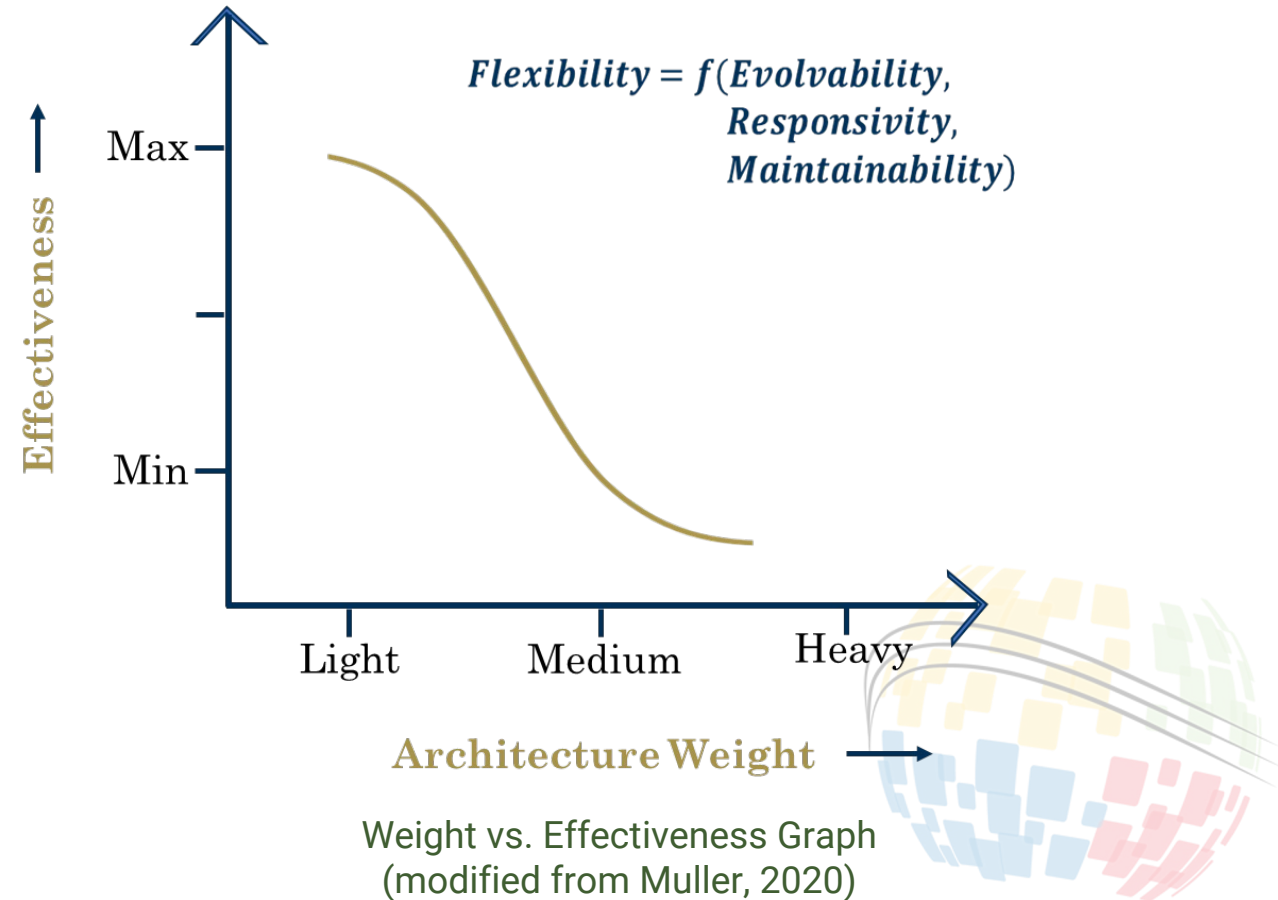 Flexibility = f(Evolvability,
Responsivity,
Maintainability)
Max
Min
Effectiveness
Light
Medium
Heavy
Architecture Weight
Weight vs. Effectiveness Graph
(modified from Muller, 2020)